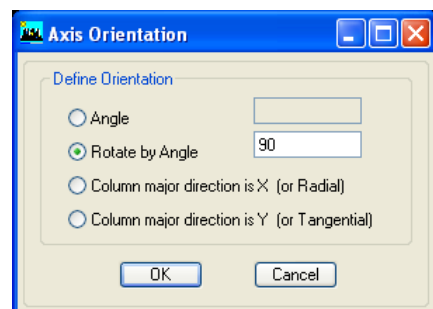 Axis Orientation
Define Orientation
Angle
Rotate by Angle 90
Column major direction is X (or Radial)
Column major direction is Y (or Tangential)
OK Cancel